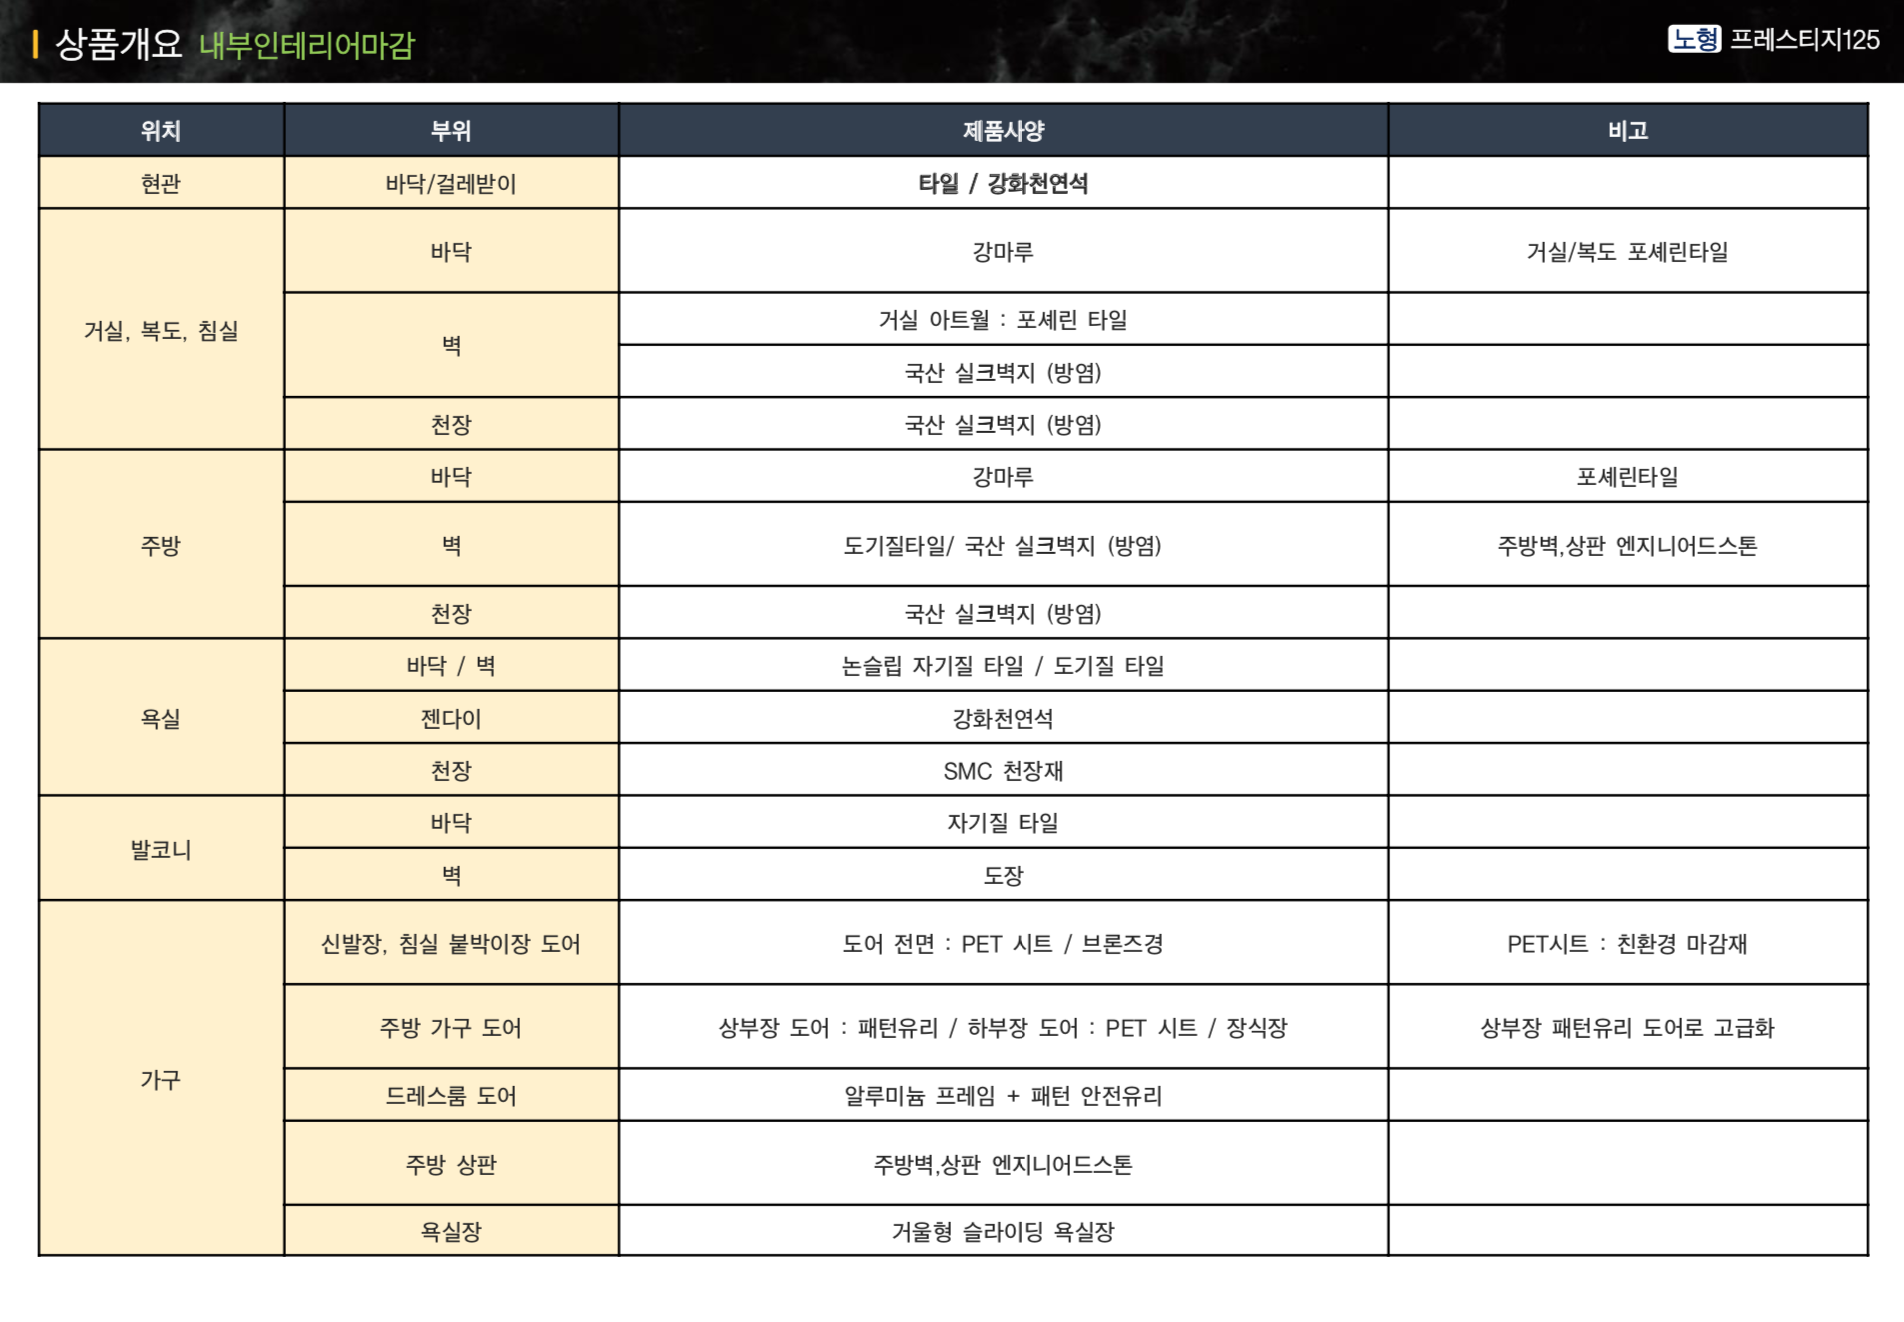 상품개요 내부인테리어마감
노형 프레스티지125
위치 부위 제품사양 비고
현관 바닥/걸레받이 타일 / 강화천연석
거실, 복도, 침실 바닥 강마루 거실/복도 포셰린타일
벽 거실 아트월 : 포셰린 타일
국산 실크벽지 (방염)
천장 국산 실크벽지 (방염)
주방 바닥 강마루 포셰린타일
벽 도기질타일/ 국산 실크벽지 (방염) 주방벽,상판 엔지니어드스톤
천장 국산 실크벽지 (방염)
욕실 바닥 / 벽 논슬립 자기질 타일 / 도기질 타일
젠다이 강화천연석
천장 SMC 천장재
발코니 바닥 자기질 타일
벽 도장
가구 신발장, 침실 붙박이장 도어 도어 전면 : PET 시트 / 브론즈경 PET시트 : 친환경 마감재
주방 가구 도어 상부장 도어 : 패턴유리 / 하부장 도어 : PET 시트 / 장식장 상부장 패턴유리 도어로 고급화
드레스룸 도어 알루미늄 프레임 + 패턴 안전유리
주방 상판 주방벽,상판 엔지니어드스톤
욕실장 거울형 슬라이딩 욕실장